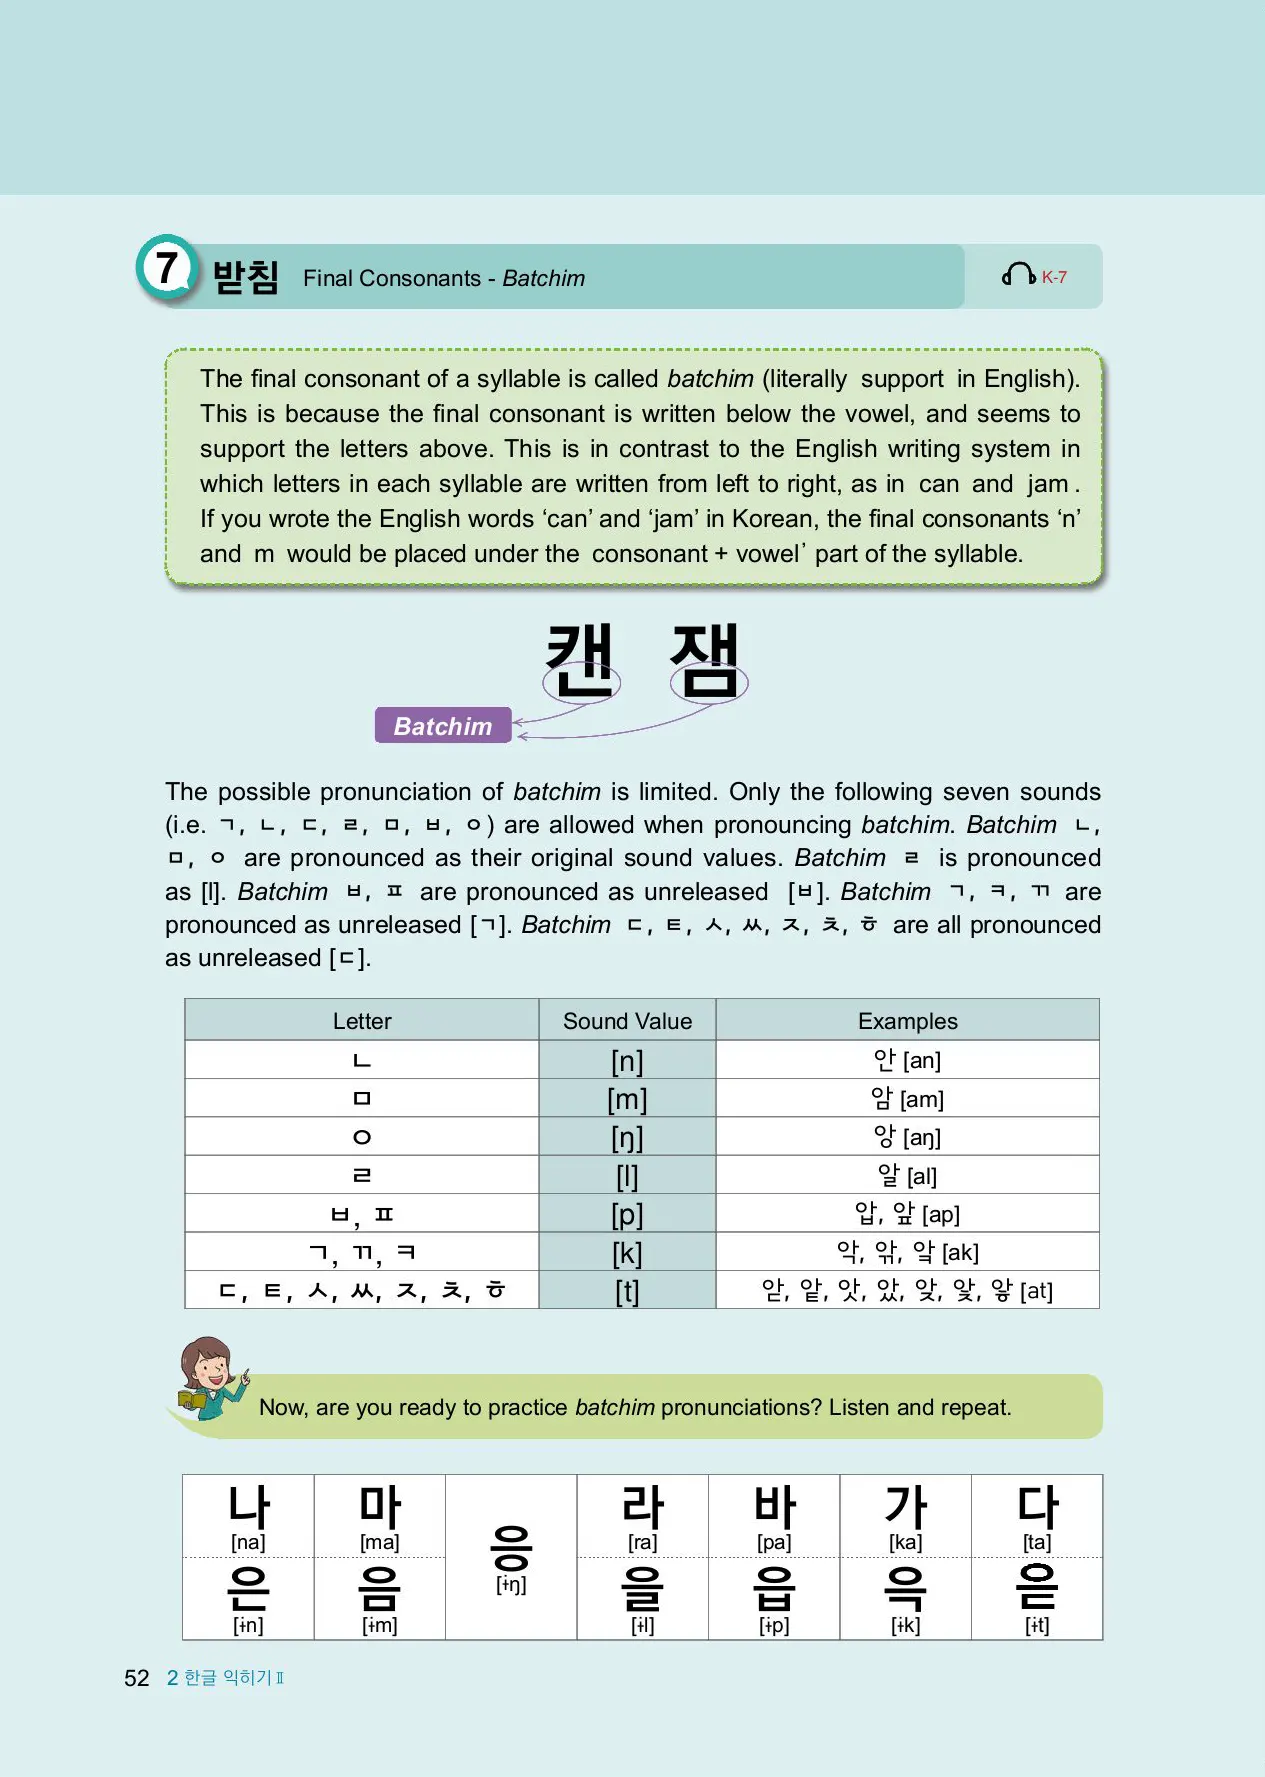 7 받침 Final Consonants - Batchim K-7
The final consonant of a syllable is called batchim (literally support in English).
This is because the final consonant is written below the vowel, and seems to
support the letters above. This is in contrast to the English writing system in
which letters in each syllable are written from left to right, as in can and jam .
If you wrote the English words ‘can’ and ‘jam’ in Korean, the final consonants ‘n’
and m would be placed under the consonant + vowel’ part of the syllable.
캔 잼
Batchim
The possible pronunciation of batchim is limited. Only the following seven sounds
(i.e. ㄱ, ㄴ, ㄷ, ㄹ, ㅁ, ㅂ, ㅇ) are allowed when pronouncing batchim. Batchim ㄴ,
ㅁ, ㅇ are pronounced as their original sound values. Batchim ㄹ is pronounced
as [l]. Batchim ㅂ, ㅍ are pronounced as unreleased [ㅂ]. Batchim ㄱ, ㅋ, ㄲ are
pronounced as unreleased [ㄱ]. Batchim ㄷ, ㅌ, ㅅ, ㅆ, ㅈ, ㅊ, ㅎ are all pronounced
as unreleased [ㄷ].
Letter Sound Value Examples
ㄴ [n] 안 [an]
ㅁ [m] 암 [am]
ㅇ [ŋ] 앙 [aŋ]
ㄹ [l] 알 [al]
ㅂ, ㅍ [p] 압, 앞 [ap]
ㄱ, ㄲ, ㅋ [k] 악, 앆, 앜 [ak]
ㄷ, ㅌ, ㅅ, ㅆ, ㅈ, ㅊ, ㅎ [t] 앋, 앝, 앗, 았, 앚, 앛, 앟 [at]
Now, are you ready to practice batchim pronunciations? Listen and repeat.
나 마 응 라 바 가 다
[na] [ma] [ɨŋ] [ra] [pa] [ka] [ta]
은 음 을 읍 윽 읃
[ɨn] [ɨm] [ɨl] [ɨp] [ɨk] [ɨt]
52 2 한글 익히기 Ⅱ